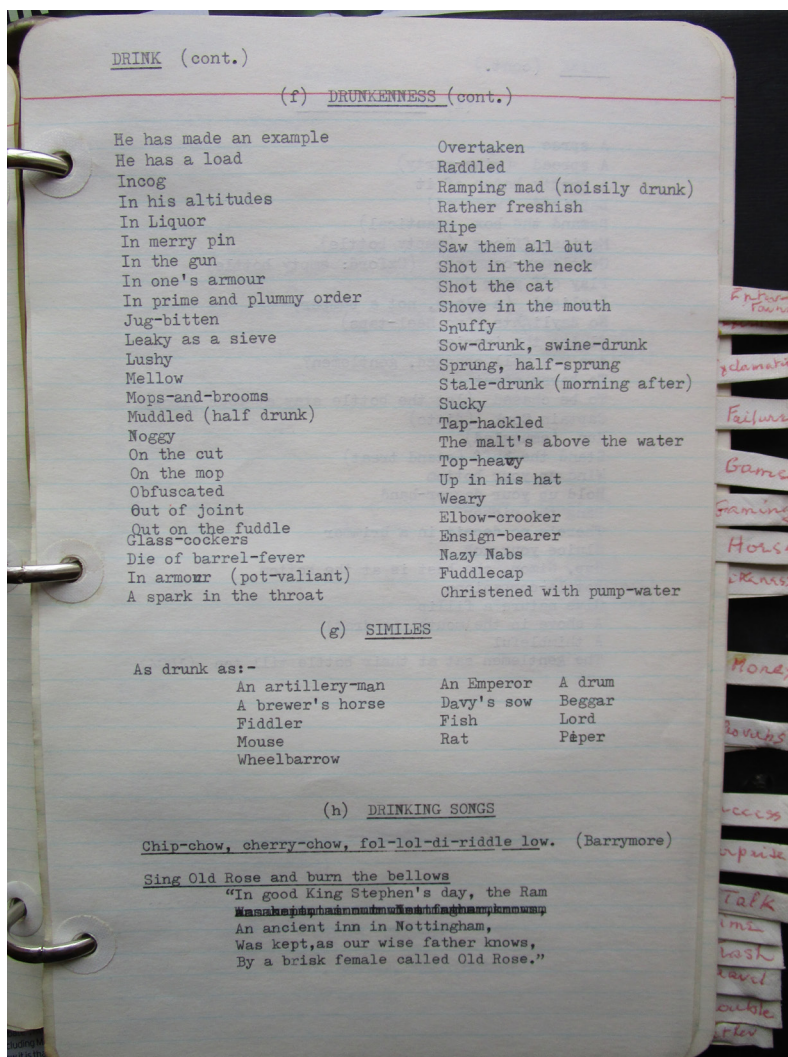 DRINK (cont.)
(f) DRUNKENNESS (cont.)
He has made an example
He has a load
Incog
In his altitudes
In Liquor
In merry pin
In the gun
In one's armour
In prime and plummy order
Jug-bitten
Leaky as a sieve
Lushy
Mellow
Mops-and-brooms
Muddled (half drunk)
Noggy
On the cut
On the mop
Obfuscated
Out of joint
Out on the fuddle
Glass-cockers
Die of barrel-fever
In armour (pot-valiant)
A spark in the throat
Overtaken
Raddled
Ramping mad (noisily drunk)
Rather freshish
Ripe
Saw them all out
Shot in the neck
Shot the cat
Shove in the mouth
Snuffy
Sow-drunk, swine-drunk
Sprung, half-sprung
Stale-drunk (morning after)
Sucky
Tap-hackled
The malt's above the water
Top-heavy
Up in his hat
Weary
Elbow-crooker
Ensign-bearer
Nazy Nabs
Fuddlecap
Christened with pump-water
(g) SIMILES
As drunk as:-
An artillery-man An Emperor A drum
A brewer's horse Davy's sow Beggar
Fiddler Fish Lord
Mouse Rat Piper
Wheelbarrow
(h) DRINKING SONGS
Chip-chow, cherry-chow, fol-lol-di-riddle low. (Barrymore)
Sing Old Rose and burn the bellows
"In good King Stephen's day, the Ram
An ancient inn in Nottingham,
Was kept,as our wise father knows,
By a brisk female called Old Rose."
Failure
Game
Gaming
Horse
Money
Talk